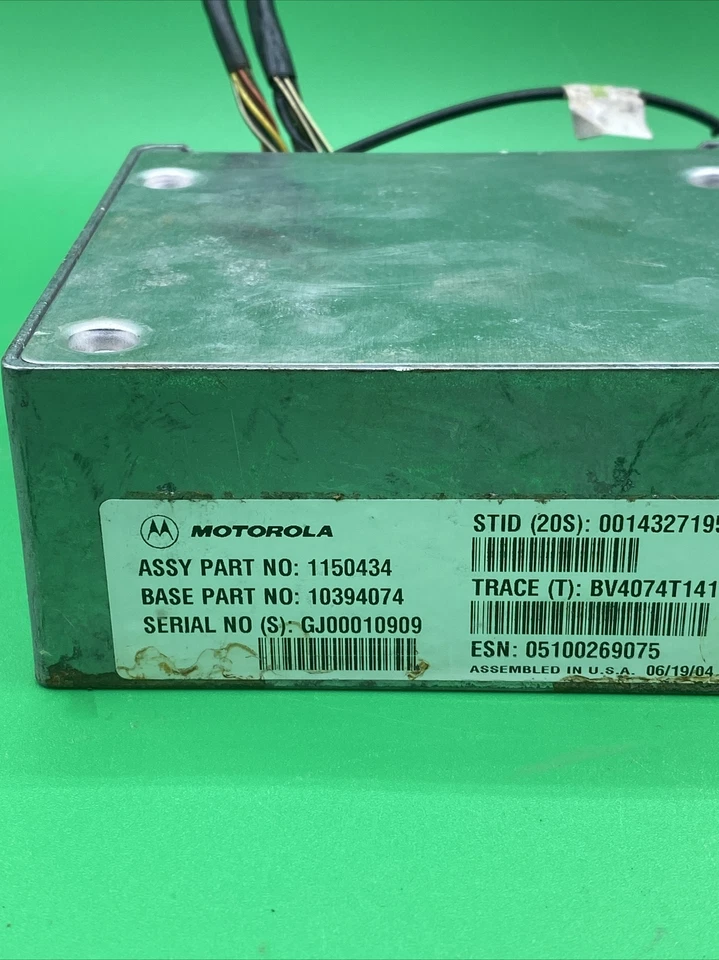 MOTOROLA
ASSY PART NO: 1150434
BASE PART NO: 10394074
SERIAL NO (S): GJ00010909
STID (20S): 0014327195
TRACE (T): BV4074T141
ESN: 05100269075
ASSEMBLED IN U.S.A. 06/19/04